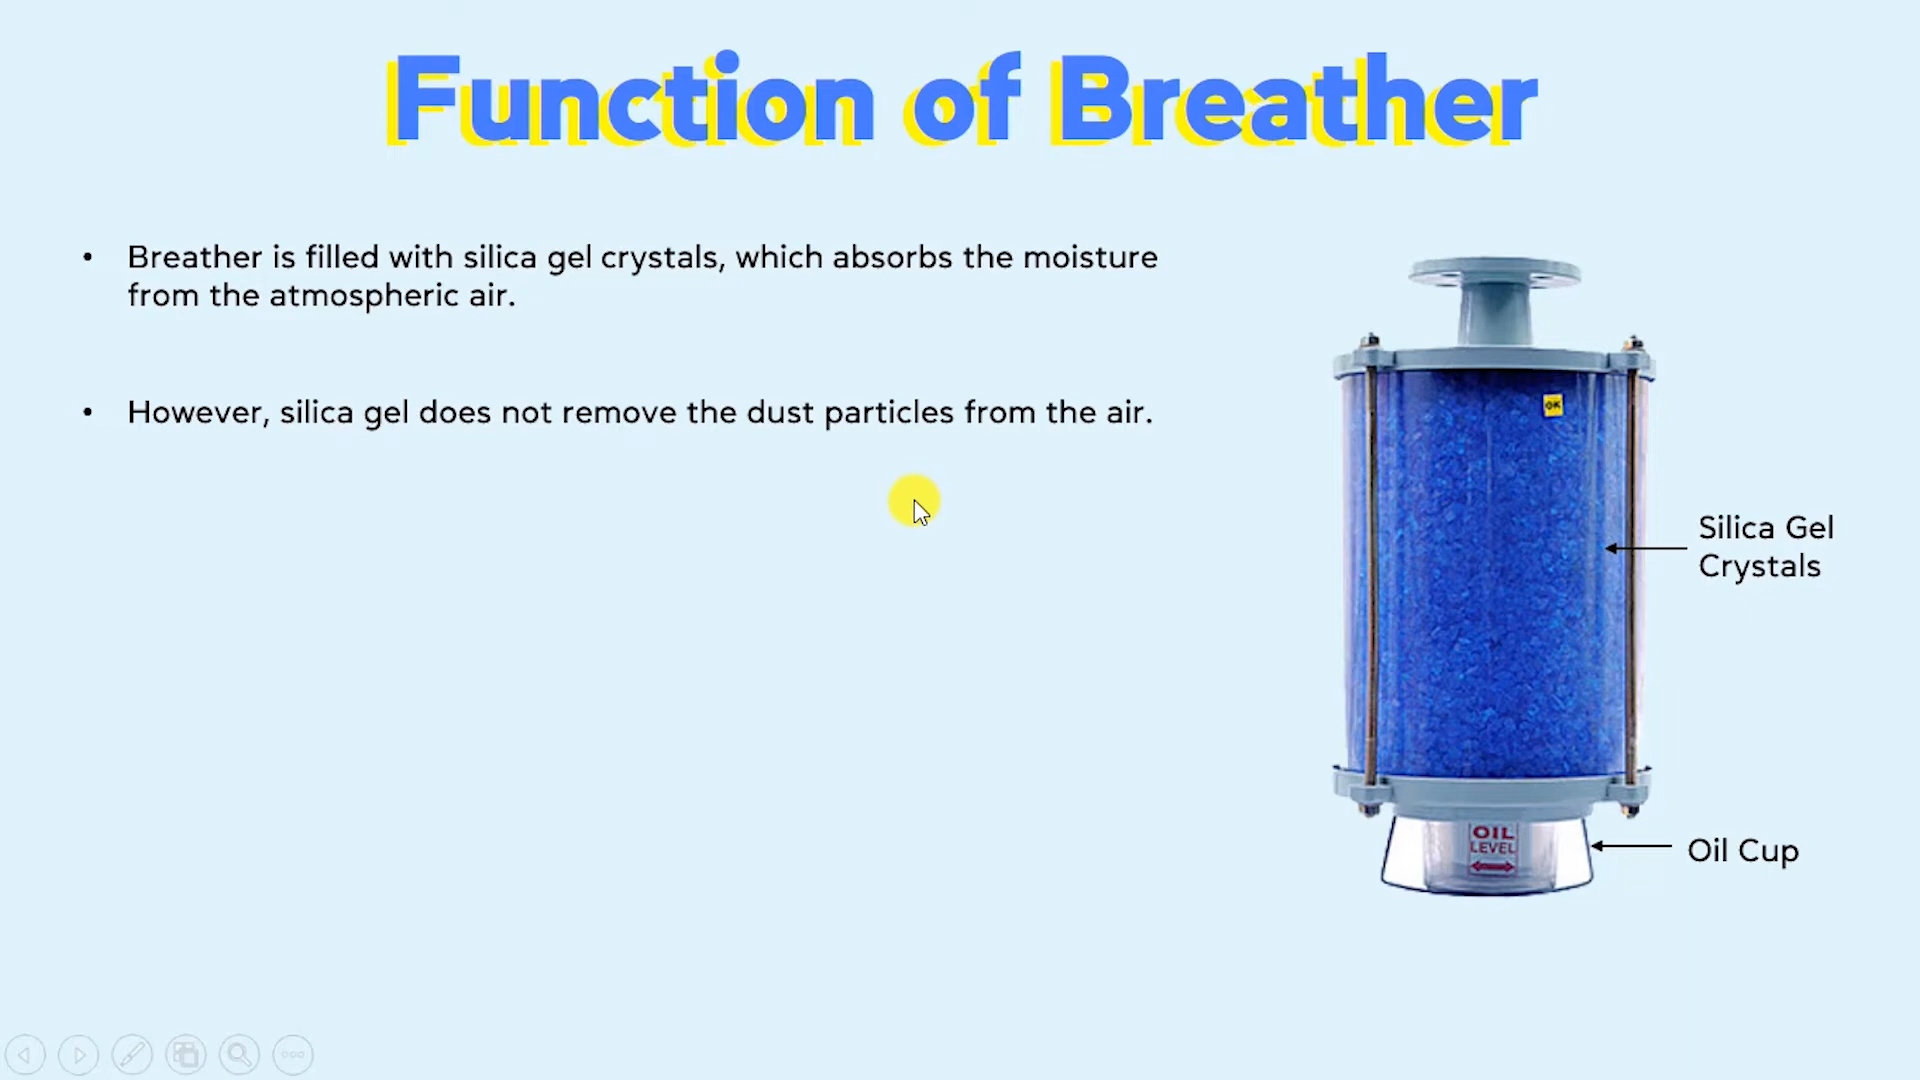 Function of Breather
• Breather is filled with silica gel crystals, which absorbs the moisture
from the atmospheric air.
• However, silica gel does not remove the dust particles from the air.
OK
Silica Gel
Crystals
OIL
LEVEL
Oil Cup